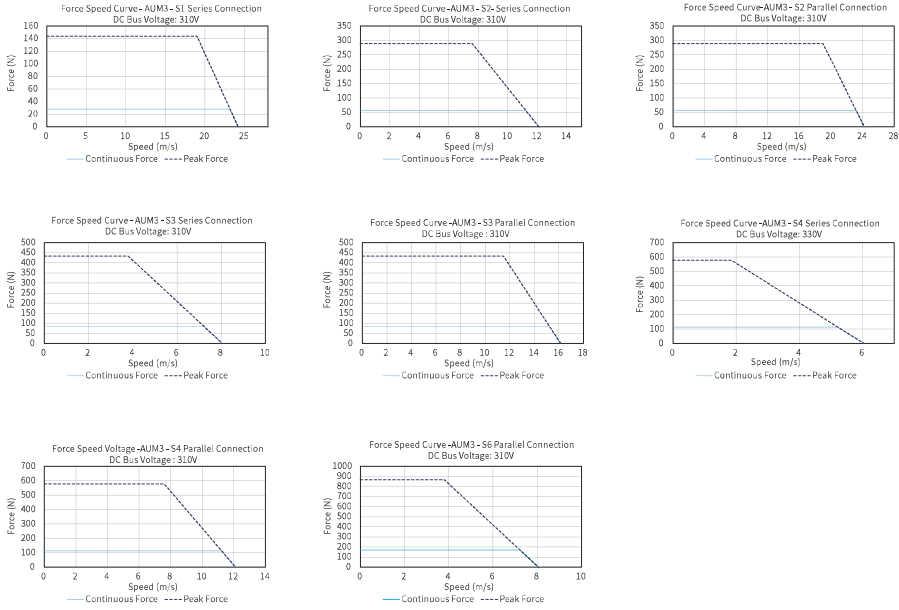 Force Speed Curve - AUM3 - S1 Series Connection
DC Bus Voltage: 310V
160
140
120
100
80
60
40
20
0
Force (N)
0 5 10 15 20 25
Speed (m/s)
Continuous Force Peak Force
Force Speed Curve-AUM3 - S2- Series Connection
DC Bus Voltage: 310V
350
300
250
200
150
100
50
0
Force (N)
0 2 4 6 8 10 12 14
Speed (m/s)
Continuous Force Peak Force
Force Speed Curve-AUM3 - S2 Parallel Connection
DC Bus Voltage: 310V
350
300
250
200
150
100
50
0
Force (N)
0 4 8 12 16 20 24 28
Speed (m/s)
Continuous Force Peak Force
Force Speed Curve - AUM3 - S3 Series Connection
DC Bus Voltage: 310V
500
450
400
350
300
250
200
150
100
50
0
Force (N)
0 2 4 6 8 10
Speed (m/s)
Continuous Force Peak Force
Force Speed Curve-AUM3 - S3 Parallel Connection
DC Bus Voltage : 310V
500
450
400
350
300
250
200
150
100
50
0
Force (N)
0 2 4 6 8 10 12 14 16 18
Speed (m/s)
Continuous Force Peak Force
Force Speed Curve-AUM3 - S4 Series Connection
DC Bus Voltage: 330V
700
600
500
400
300
200
100
0
Force (N)
0 2 4 6
Speed (m/s)
Continuous Force Peak Force
Force Speed Voltage-AUM3 - S4 Parallel Connection
DC Bus Voltage: 310V
700
600
500
400
300
200
100
0
Force (N)
0 2 4 6 8 10 12 14
Speed (m/s)
Continuous Force Peak Force
Force Speed Curve-AUM3 - S6 Parallel Connection
DC Bus Voltage: 310V
1000
900
800
700
600
500
400
300
200
100
0
Force (N)
0 2 4 6 8 10
Speed (m/s)
Continuous Force Peak Force